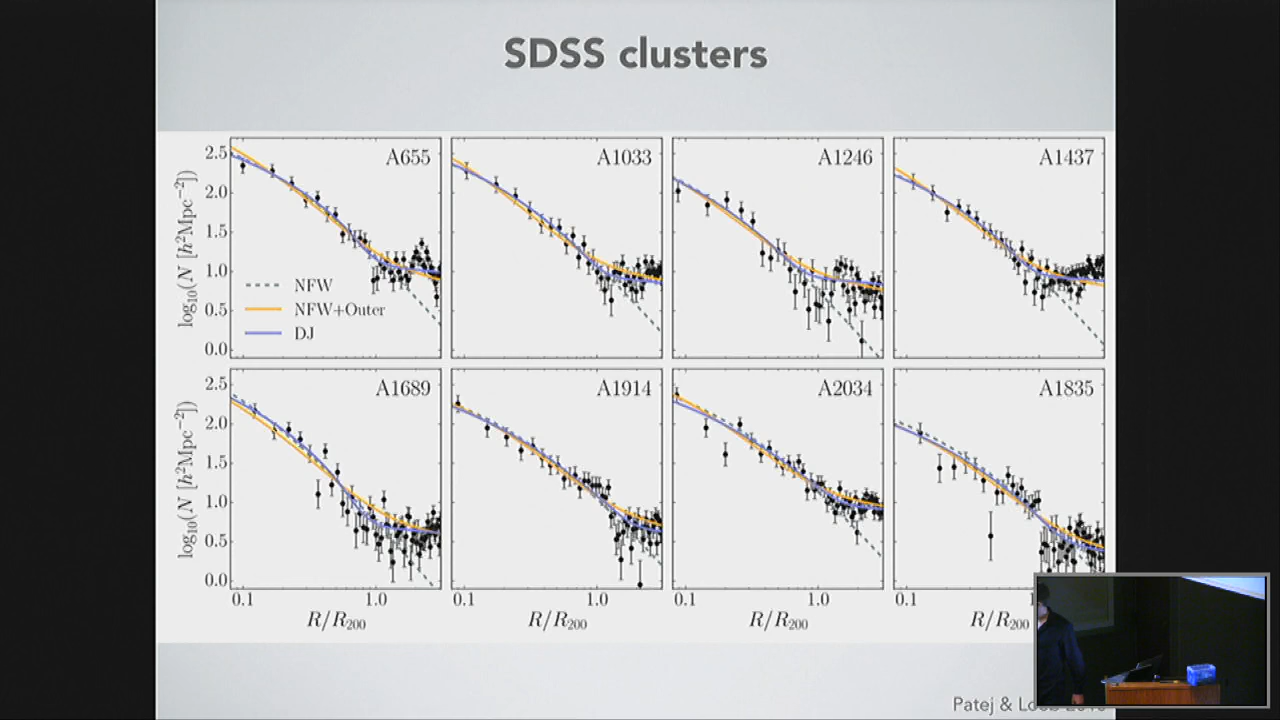 SDSS clusters
A655
A1033
A1246
A1437
log₁₀(N [h²Mpc⁻²])
2.5
2.0
1.5
1.0
0.5
0.0
NFW
NFW+Outer
DJ
A1689
A1914
A2034
A1835
log₁₀(N [h²Mpc⁻²])
2.5
2.0
1.5
1.0
0.5
0.0
0.1 1.0 0.1 1.0 0.1 1.0 0.1
R/R₂₀₀ R/R₂₀₀ R/R₂₀₀ R/R₂₀₀
Patej &